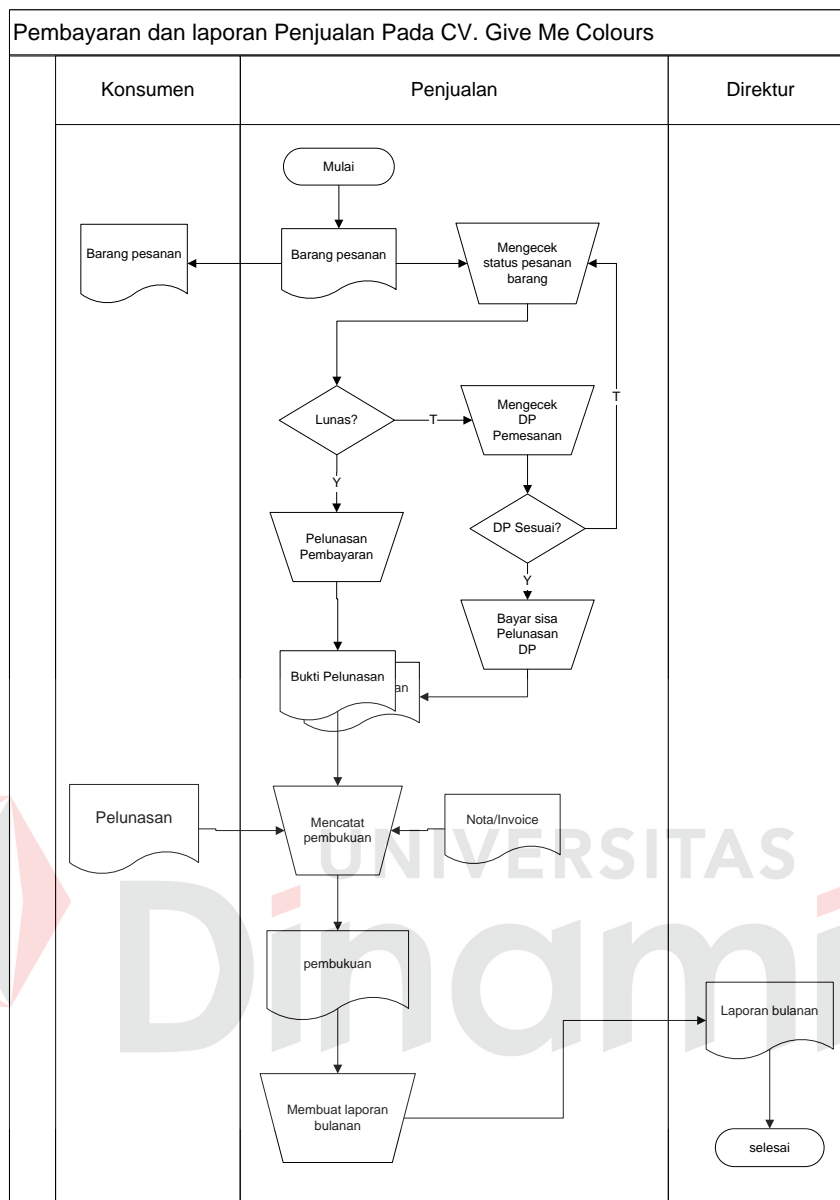 Pembayaran dan laporan Penjualan Pada CV. Give Me Colours
Konsumen
Penjualan
Direktur
Mulai
Barang pesanan
Barang pesanan
Mengecek
status pesanan
barang
Lunas?
T
Mengecek
DP
Pemesanan
T
Y
DP Sesuai?
Pelunasan
Pembayaran
Y
Bayar sisa
Pelunasan
DP
Bukti Pelunasan
an
Pelunasan
Mencatat
pembukuan
Nota/Invoice
UNIVERSITAS
Dinami
pembukuan
Laporan bulanan
Membuat laporan
bulanan
selesai